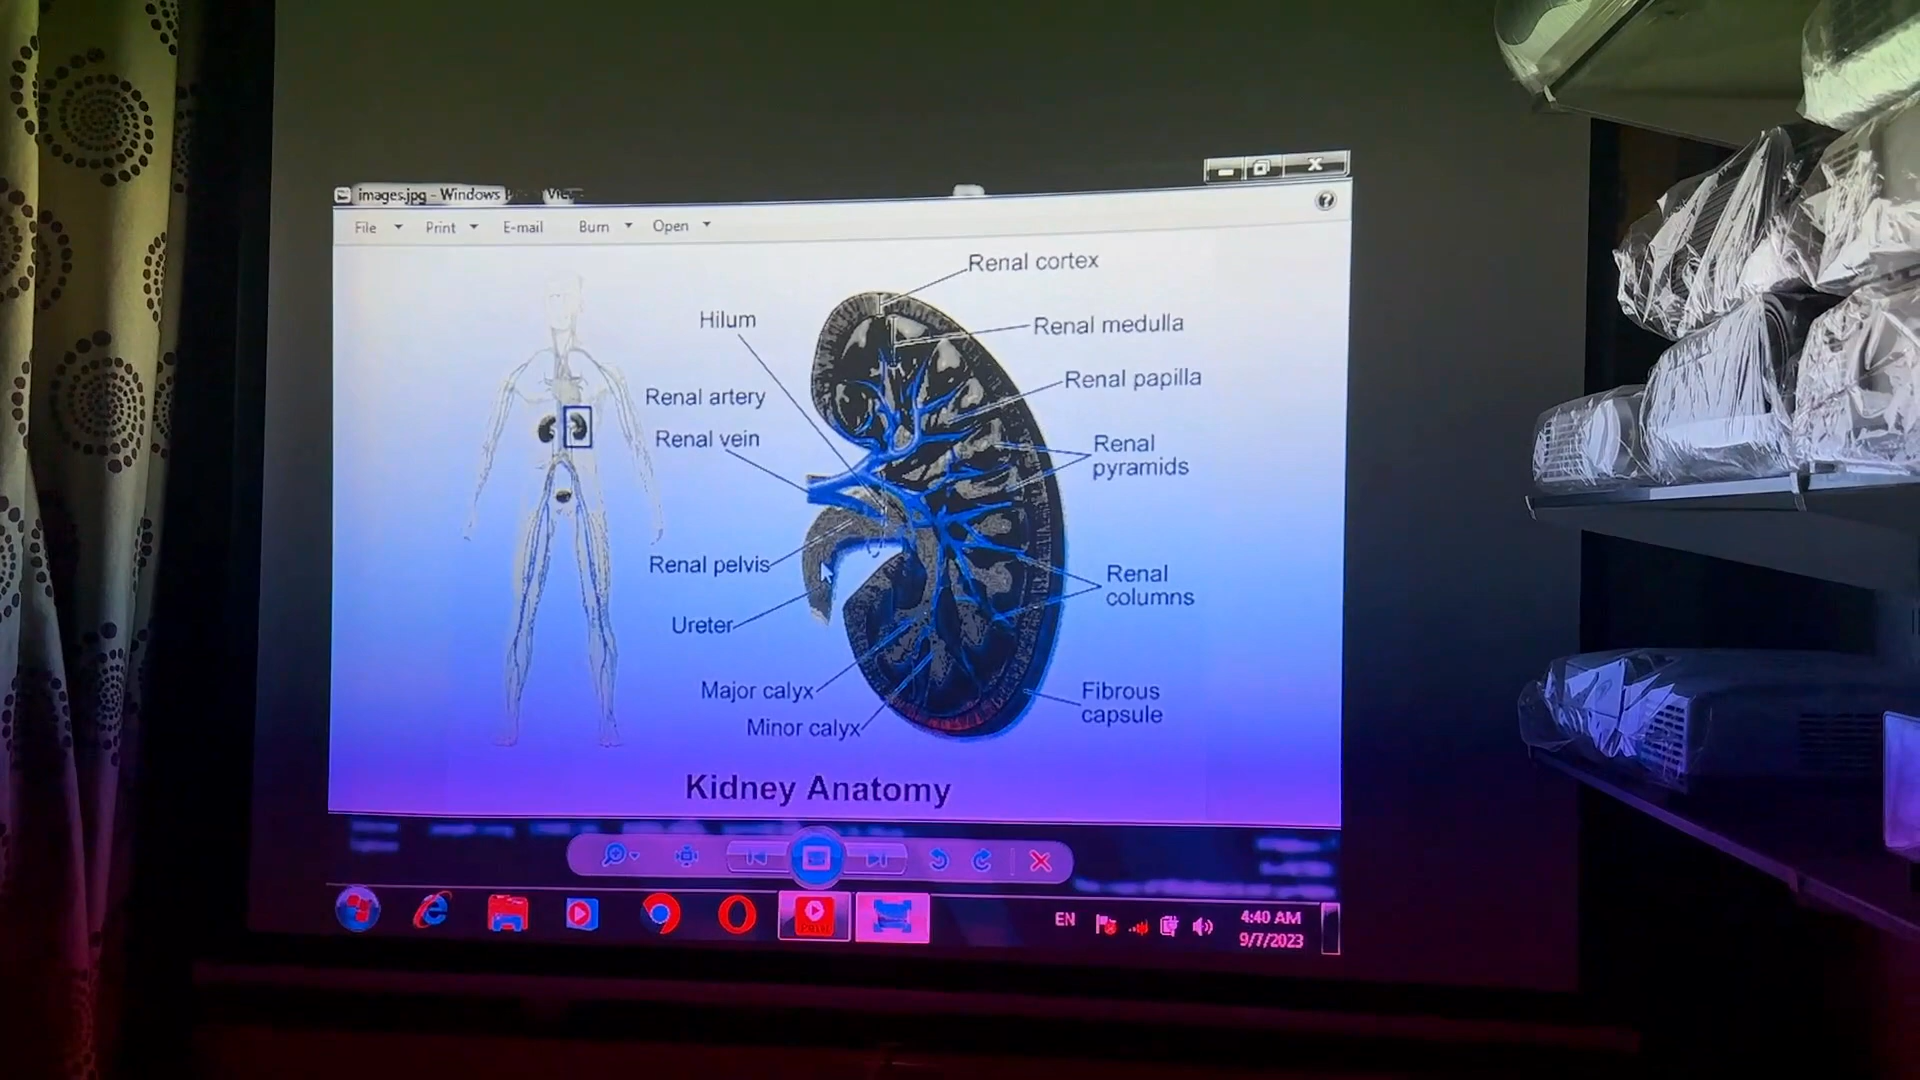 images.jpg - Windows
File Print E-mail Burn Open
Renal cortex
Hilum
Renal medulla
Renal papilla
Renal artery
Renal vein
Renal
pyramids
Renal pelvis
Renal
columns
Ureter
Major calyx
Minor calyx
Fibrous
capsule
Kidney Anatomy
EN
4:40 AM
9/7/2023